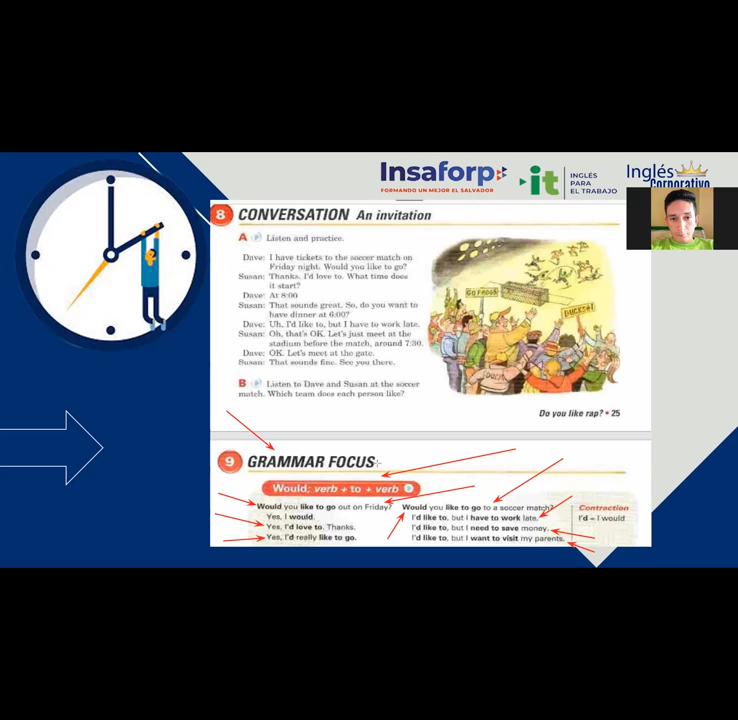 Insaforp
FORMANDO UN MEJOR EL SALVADOR
it
INGLÉS
PARA
EL TRABAJO
Inglés
Corporativo
8 CONVERSATION An invitation
A Listen and practice.
Dave: I have tickets to the soccer match on
Friday night. Would you like to go?
Susan: Thanks. I'd love to. What time does
it start?
Dave: At 8:00
Susan: That sounds great. So, do you want to
have dinner at 6:00?
Dave: Uh, I'd like to, but I have to work late.
Susan: Oh, that's OK. Let's just meet at the
stadium before the match, around 7:30.
Dave: OK. Let's meet at the gate.
Susan: That sounds fine. See you there.
GO FROGS
DUCKS #1
B Listen to Dave and Susan at the soccer
match. Which team does each person like?
Do you like rap? • 25
9 GRAMMAR FOCUS
Would; verb + to + verb
Would you like to go out on Friday?
Yes, I would.
Yes, I'd love to. Thanks.
Yes, I'd really like to go.
Would you like to go to a soccer match?
I'd like to, but I have to work late.
I'd like to, but I need to save money.
I'd like to, but I want to visit my parents.
Contraction
I'd = I would